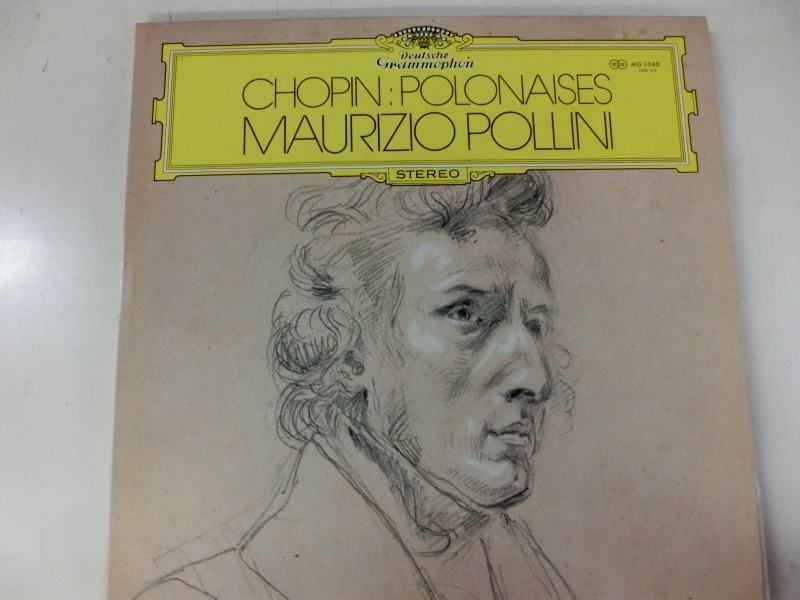 Deutsche
Grammophon
MG 1040
CHOPIN : POLONAISES
MAURIZIO POLLINI
STEREO